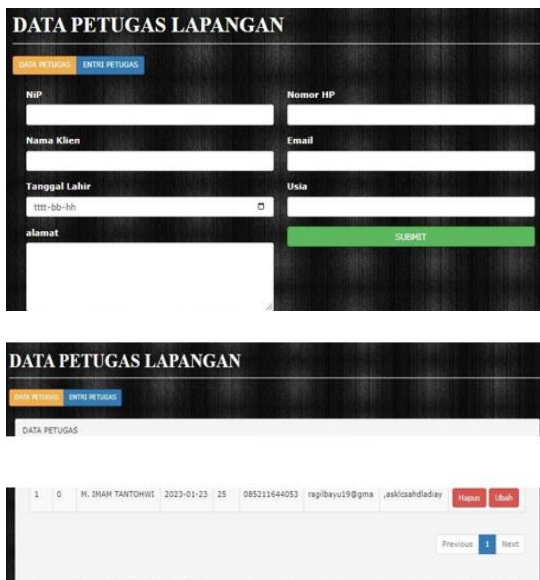 DATA PETUGAS LAPANGAN
DATA PETUGAS ENTRI PETUGAS
NiP Nomor HP
Nama Klien Email
Tanggal Lahir Usia
tttt-bb-hh
alamat SUBMIT
DATA PETUGAS LAPANGAN
DATA PETUGAS ENTRI PETUGAS
DATA PETUGAS
1 0 M. IMAM TANTOHWI 2023-01-23 25 085211644053 ragilbayu19@gma Hapus Ubah
Previous 1 Next